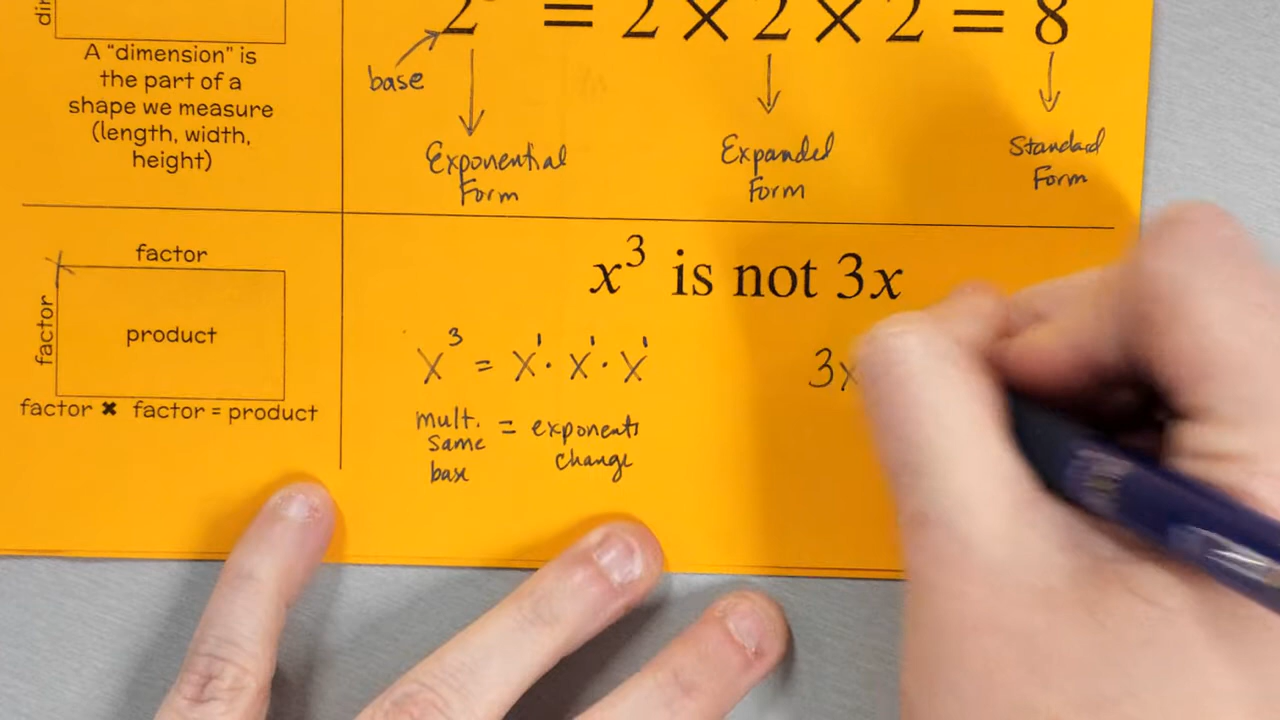 A “dimension” is
the part of a
shape we measure
(length, width,
height)
2 = 2 × 2 × 2 = 8
base
Exponential
Form
Expanded
Form
Standard
Form
factor
factor
product
factor × factor = product
x³ is not 3x
x³ = x¹ · x¹ · x¹
mult.
same
base
= exponents
change
3x